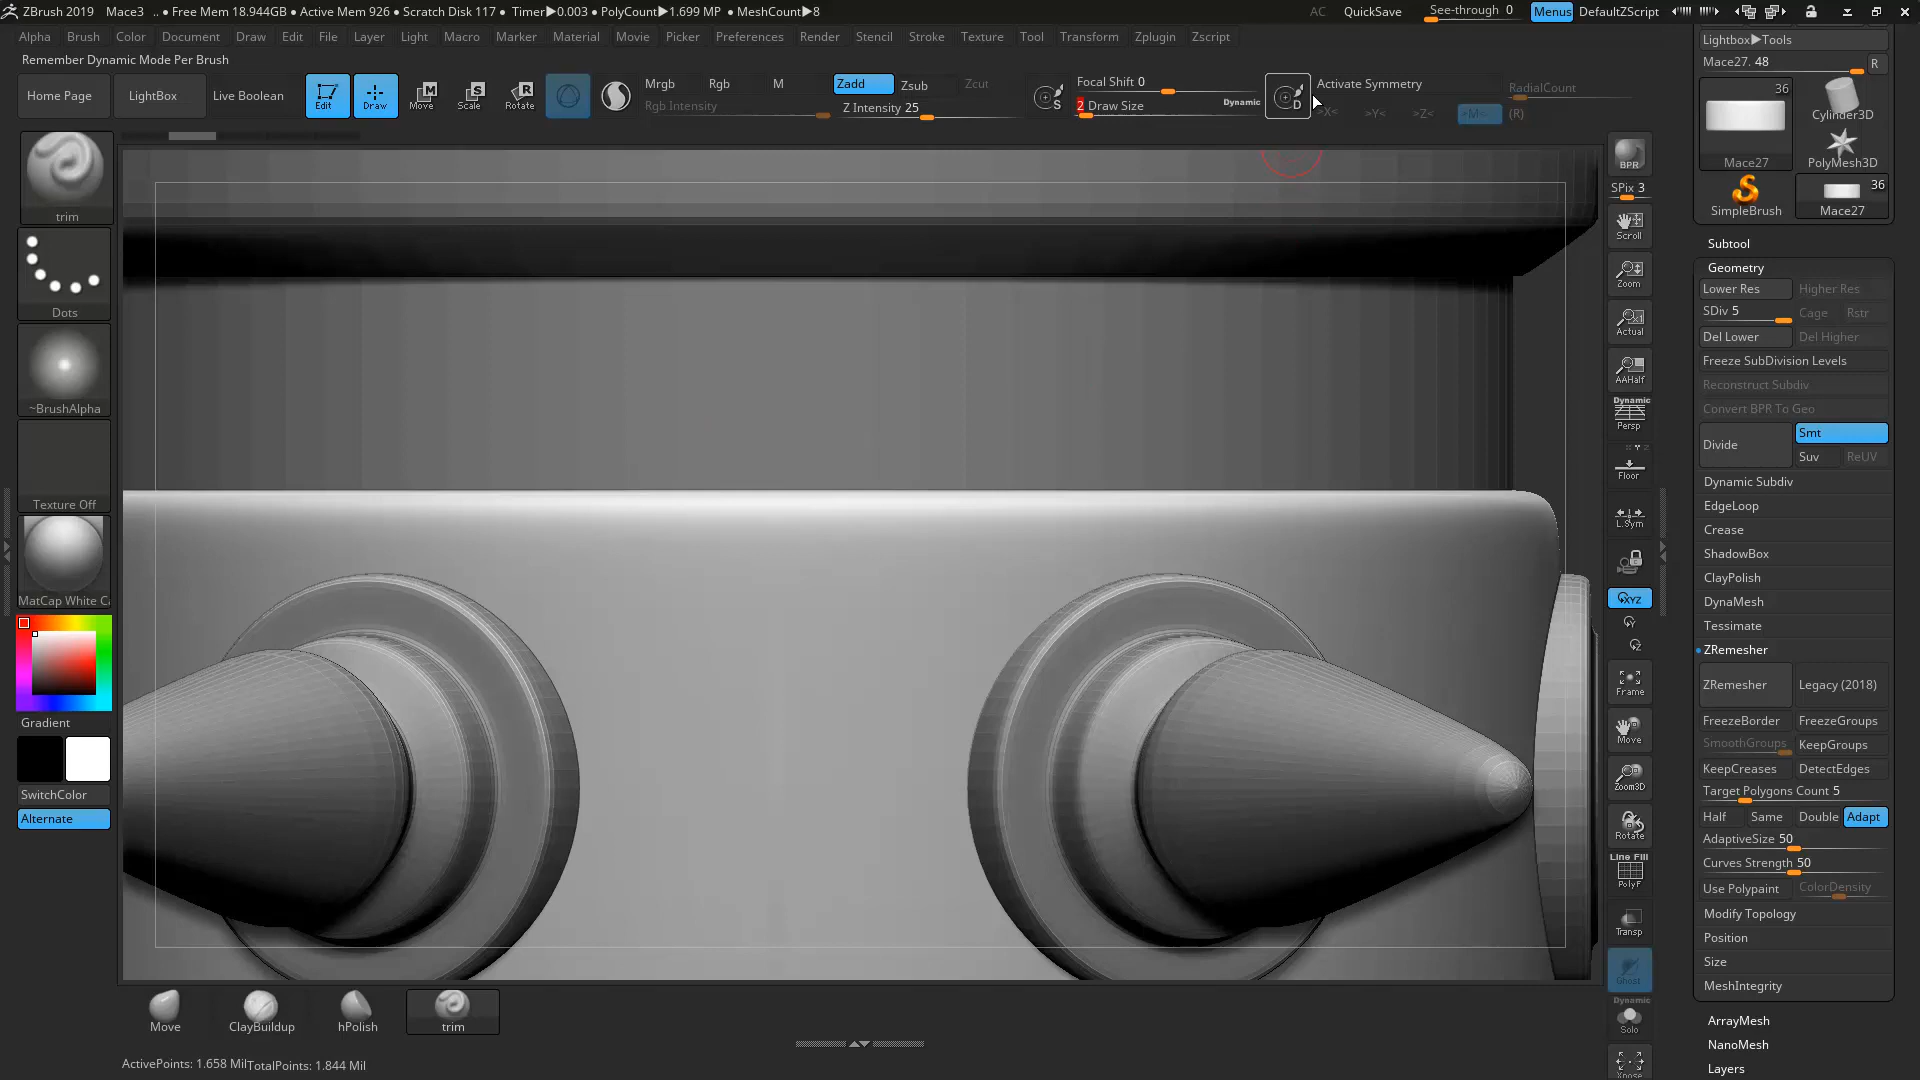 ZBrush 2019 Mace3 .. ● Free Mem 18.944GB ● Active Mem 926 ● Scratch Disk 117 ● Timer▶0.003 ● PolyCount▶1.699 MP ● MeshCount▶8 AC QuickSave See-through 0 Menus DefaultZScript
Alpha Brush Color Document Draw Edit File Layer Light Macro Marker Material Movie Picker Preferences Render Stencil Stroke Texture Tool Transform Zplugin Zscript
Remember Dynamic Mode Per Brush
Home Page LightBox Live Boolean Edit Draw Move Scale Rotate
Mrgb Rgb M Zadd Zsub Zcut
Rgb Intensity Z Intensity 25
S Focal Shift 0
2 Draw Size Dynamic
D Activate Symmetry RadialCount
>X< >Y< >Z< >M< (R)
trim
Dots
~BrushAlpha
Texture Off
MatCap White C
Gradient
SwitchColor
Alternate
BPR
SPix 3
Scroll
Zoom
Actual
AAHalf
Dynamic
Persp
Floor
L.Sym
XYZ
Y
Z
Frame
Move
Zoom3D
Rotate
Line Fill
PolyF
Transp
Ghost
Dynamic
Solo
Xpose
Lightbox▶Tools
Mace27. 48 R
36
Mace27 Cylinder3D
PolyMesh3D
SimpleBrush 36
Mace27
Subtool
Geometry
Lower Res Higher Res
SDiv 5 Cage Rstr
Del Lower Del Higher
Freeze SubDivision Levels
Reconstruct Subdiv
Convert BPR To Geo
Divide Smt
Suv ReUV
Dynamic Subdiv
EdgeLoop
Crease
ShadowBox
ClayPolish
DynaMesh
Tessimate
ZRemesher
ZRemesher Legacy (2018)
FreezeBorder FreezeGroups
SmoothGroups KeepGroups
KeepCreases DetectEdges
Target Polygons Count 5
Half Same Double Adapt
AdaptiveSize 50
Curves Strength 50
Use Polypaint ColorDensity
Modify Topology
Position
Size
MeshIntegrity
ArrayMesh
NanoMesh
Layers
Move ClayBuildup hPolish trim
ActivePoints: 1.658 Mil TotalPoints: 1.844 Mil